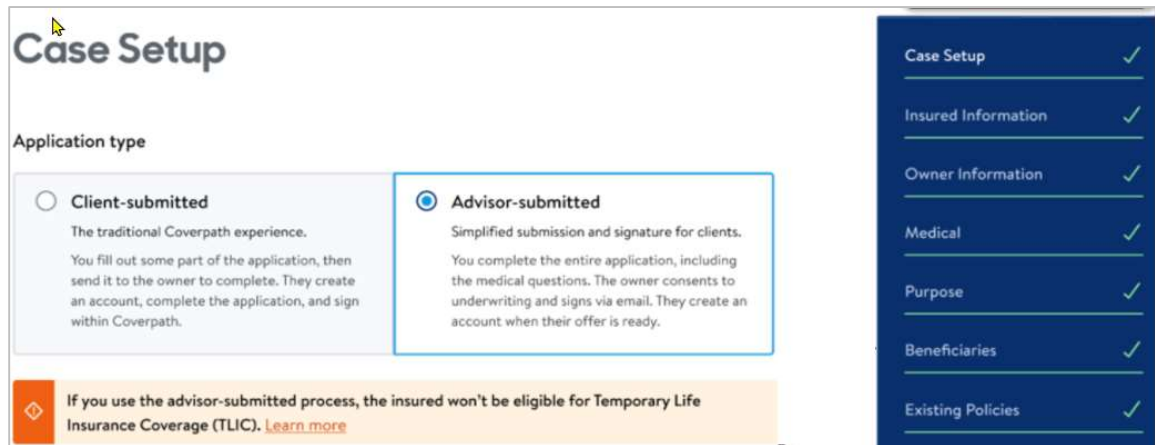 Case Setup
Application type
Client-submitted
The traditional Coverpath experience.
You fill out some part of the application, then
send it to the owner to complete. They create
an account, complete the application, and sign
within Coverpath.
Advisor-submitted
Simplified submission and signature for clients.
You complete the entire application, including
the medical questions. The owner consents to
underwriting and signs via email. They create an
account when their offer is ready.
If you use the advisor-submitted process, the insured won't be eligible for Temporary Life
Insurance Coverage (TLIC). Learn more
Case Setup
Insured Information
Owner Information
Medical
Purpose
Beneficiaries
Existing Policies